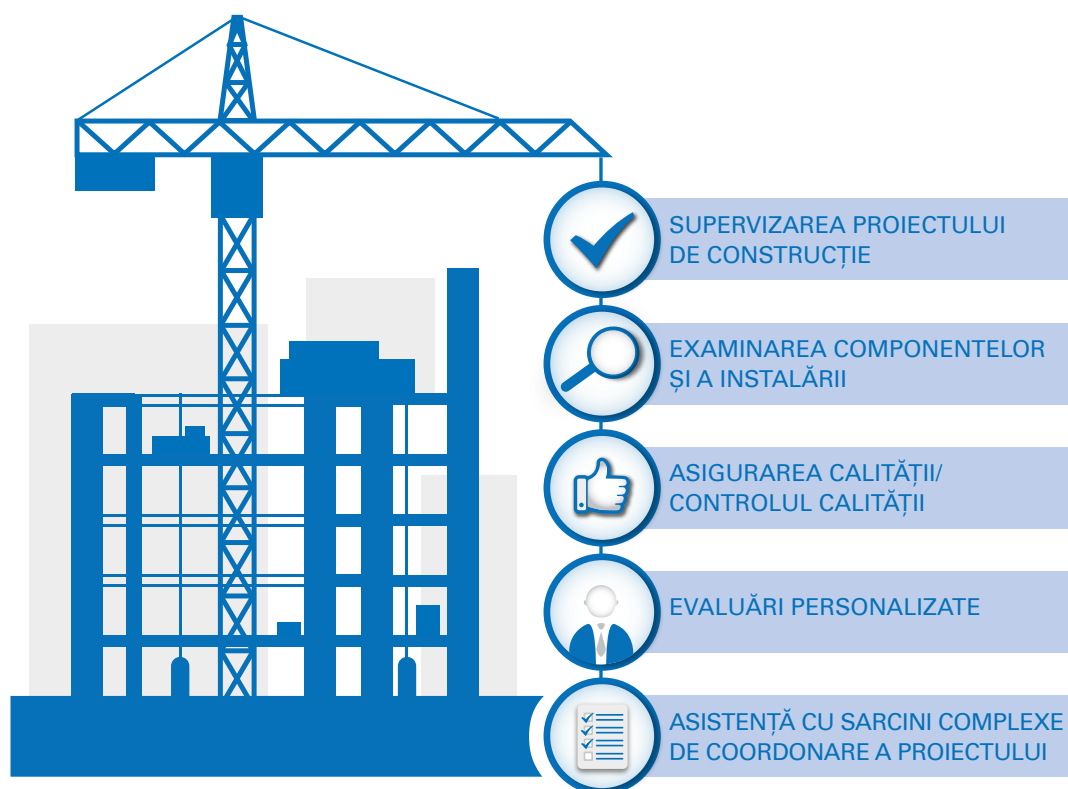 SUPERVIZAREA PROIECTULUI
DE CONSTRUCȚIE
EXAMINAREA COMPONENTELOR
ȘI A INSTALĂRII
ASIGURAREA CALITĂȚII/
CONTROLUL CALITĂȚII
EVALUĂRI PERSONALIZATE
ASISTENȚĂ CU SARCINI COMPLEXE
DE COORDONARE A PROIECTULUI